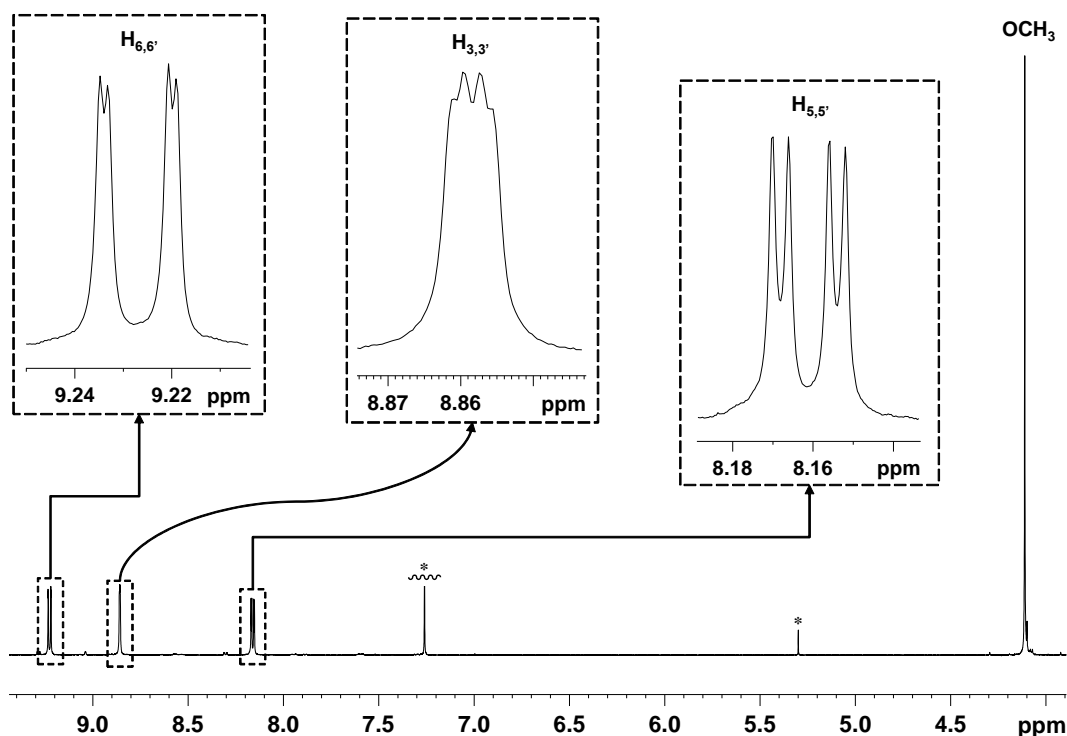 H6,6'
9.24 9.22 ppm
H3,3'
8.87 8.86 ppm
H5,5'
8.18 8.16 ppm
OCH3
*
*
9.0 8.5 8.0 7.5 7.0 6.5 6.0 5.5 5.0 4.5 ppm